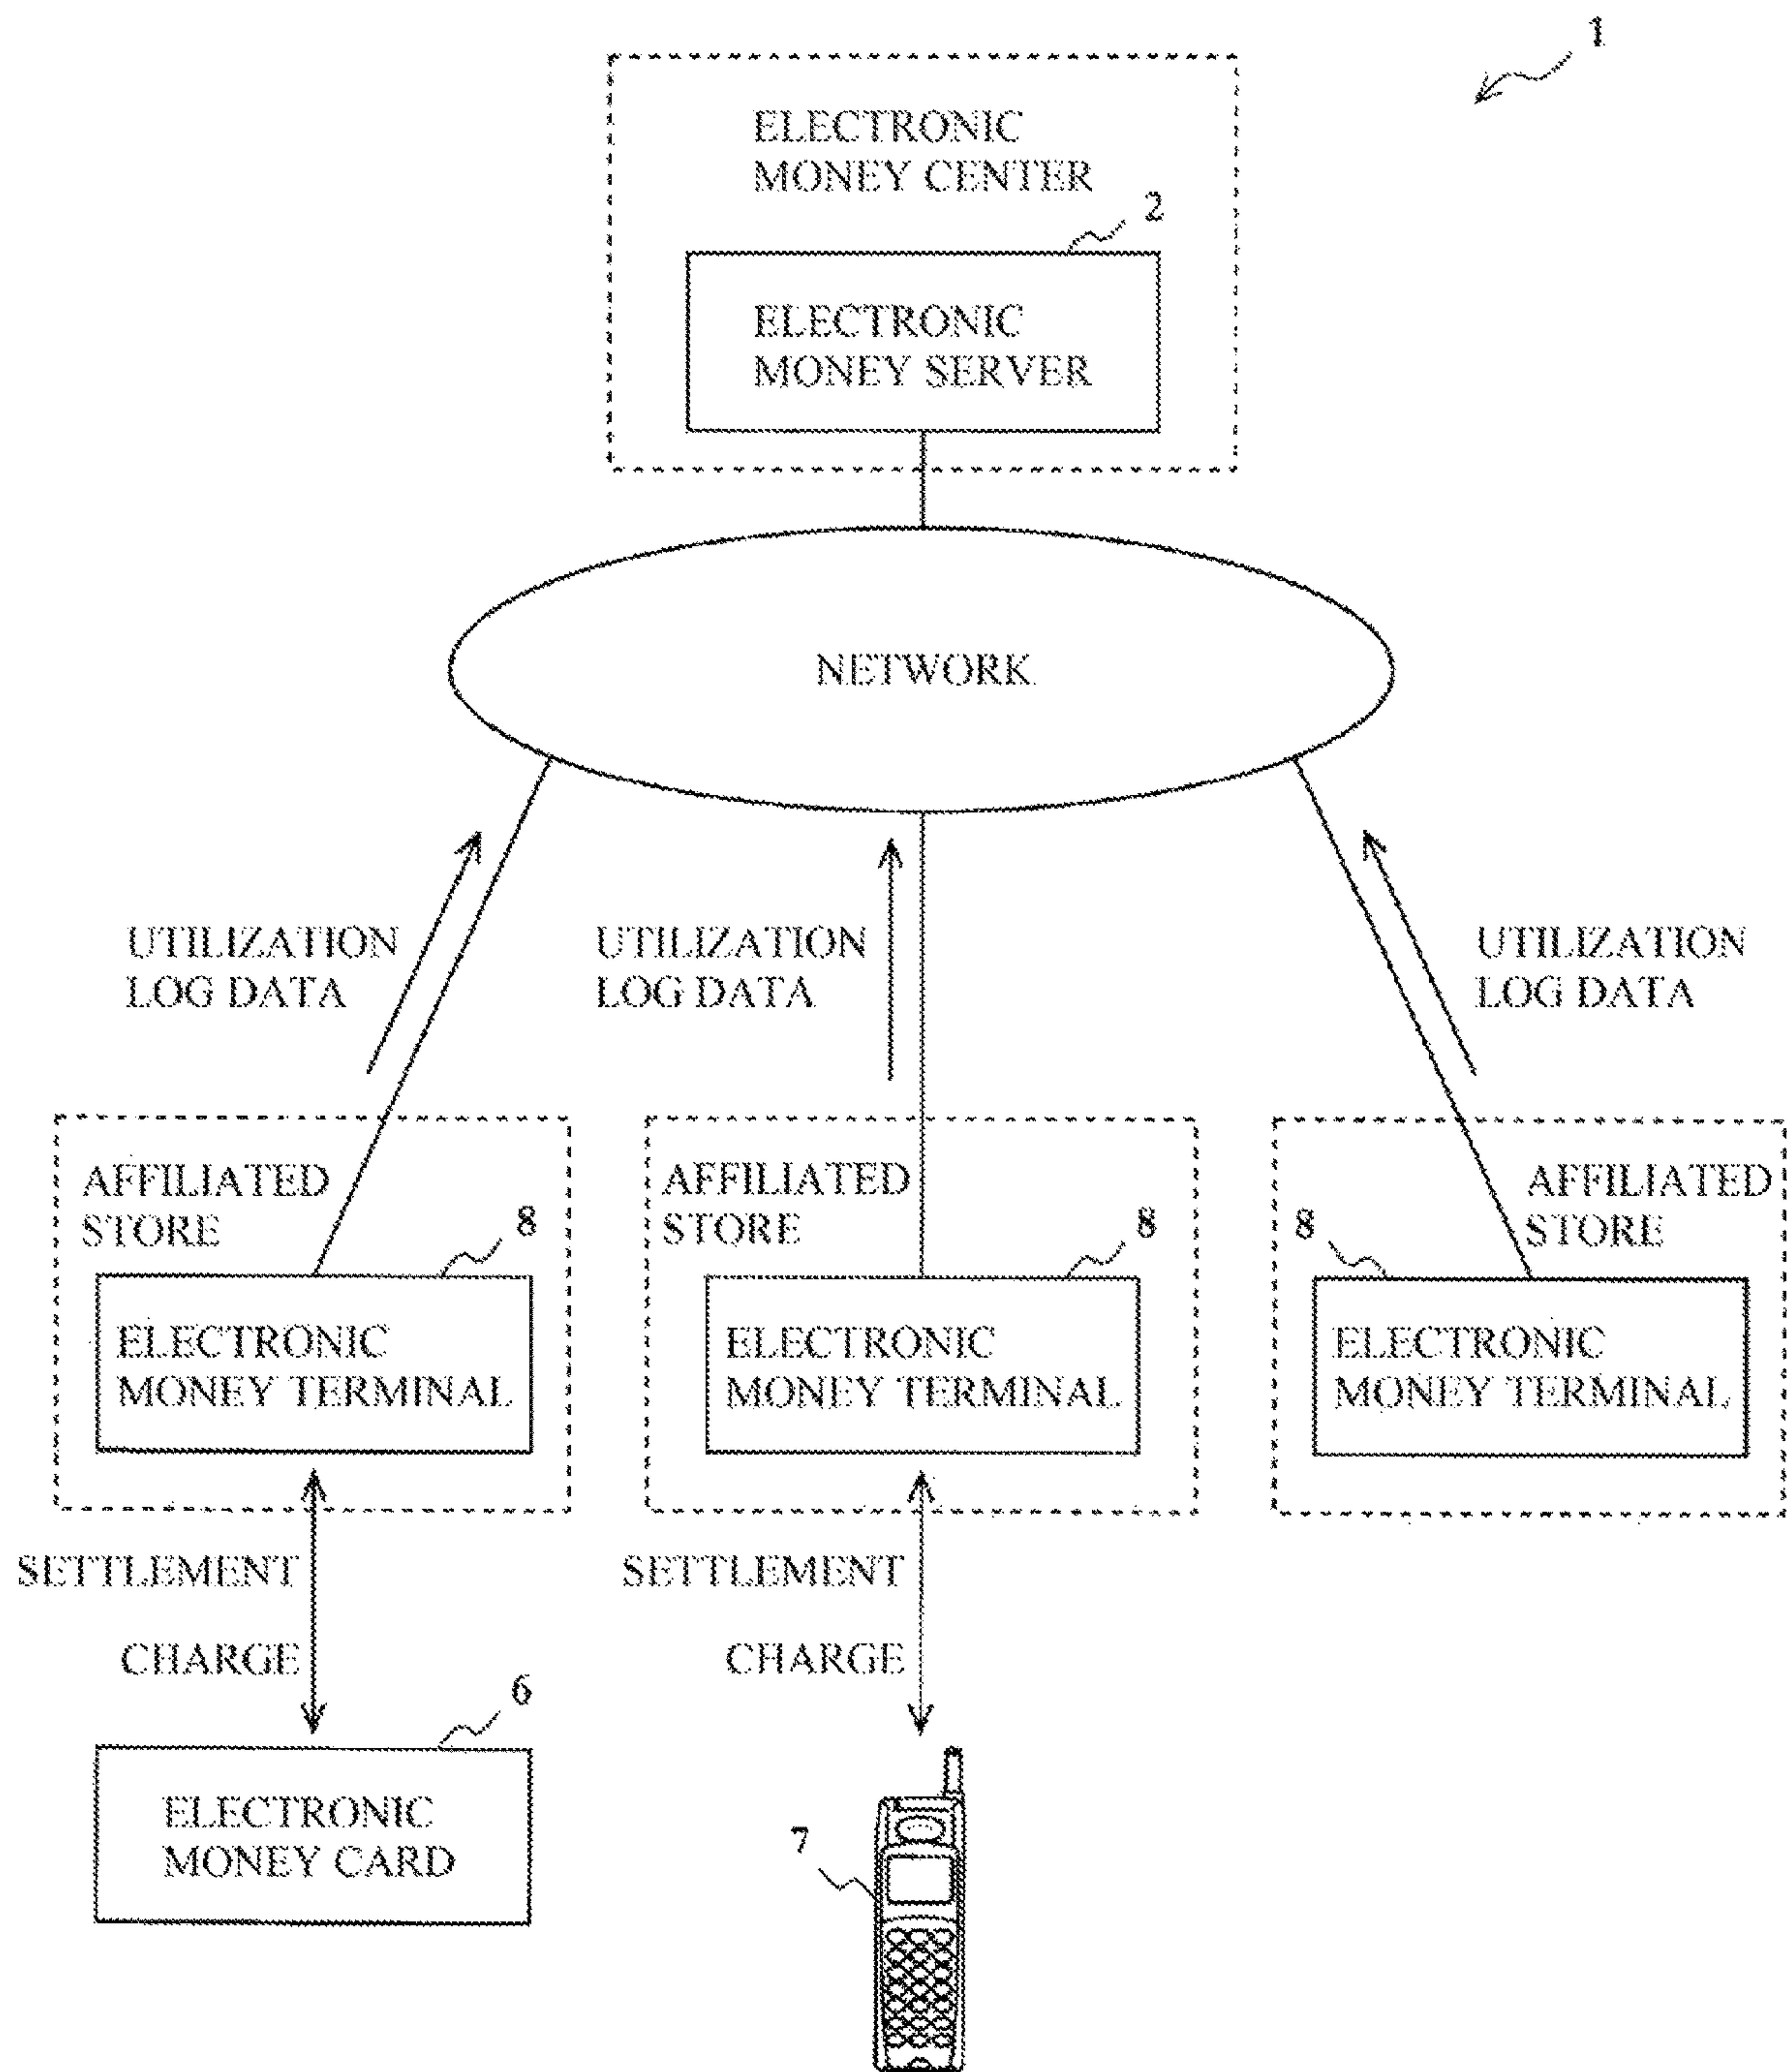 1
ELECTRONIC
MONEY CENTER
2
ELECTRONIC
MONEY SERVER
NETWORK
UTILIZATION
LOG DATA
UTILIZATION
LOG DATA
UTILIZATION
LOG DATA
AFFILIATED
STORE
8
ELECTRONIC
MONEY TERMINAL
AFFILIATED
STORE
8
ELECTRONIC
MONEY TERMINAL
AFFILIATED
STORE
8
ELECTRONIC
MONEY TERMINAL
SETTLEMENT
CHARGE
SETTLEMENT
CHARGE
6
ELECTRONIC
MONEY CARD
7